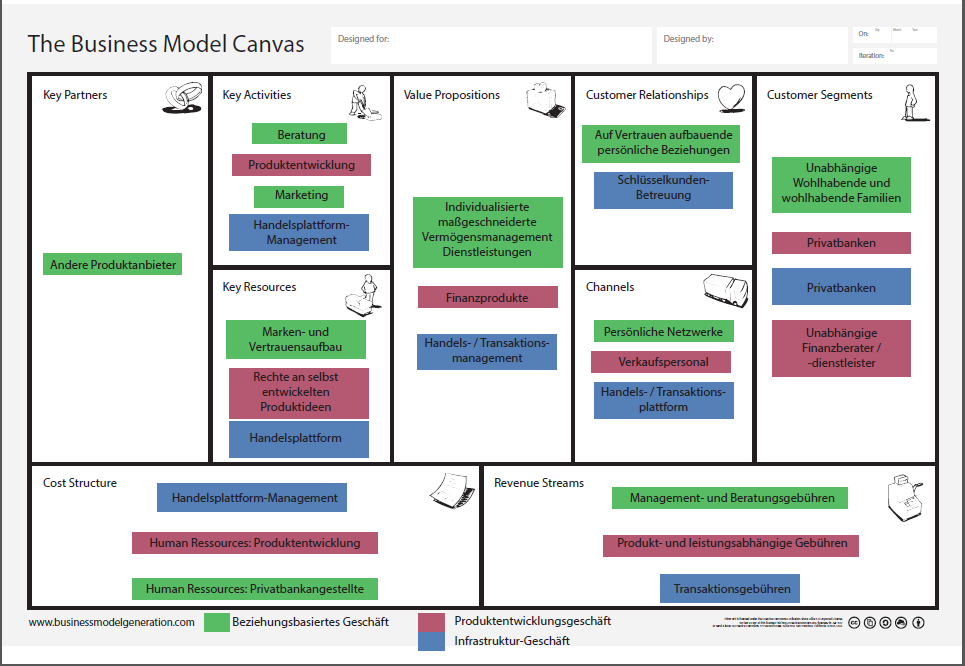 The Business Model Canvas
Designed for:
Designed by:
On:
Iteration:
Key Partners
Andere Produktanbieter
Key Activities
Beratung
Produktentwicklung
Marketing
Handelsplattform-
Management
Key Resources
Marken- und
Vertrauensaufbau
Rechte an selbst
entwickelten
Produktideen
Handelsplattform
Value Propositions
Individualisierte
maßgeschneiderte
Vermögensmanagement
Dienstleistungen
Finanzprodukte
Handels- / Transaktions-
management
Customer Relationships
Auf Vertrauen aufbauende
persönliche Beziehungen
Schlüsselkunden-
Betreuung
Channels
Persönliche Netzwerke
Verkaufspersonal
Handels- / Transaktions-
plattform
Customer Segments
Unabhängige
Wohlhabende und
wohlhabende Familien
Privatbanken
Privatbanken
Unabhängige
Finanzberater /
-dienstleister
Cost Structure
Handelsplattform-Management
Human Ressources: Produktentwicklung
Human Ressources: Privatbankangestellte
Revenue Streams
Management- und Beratungsgebühren
Produkt- und leistungsabhängige Gebühren
Transaktionsgebühren
www.businessmodelgeneration.com
Beziehungsbasiertes Geschäft
Produktentwicklungsgeschäft
Infrastruktur-Geschäft